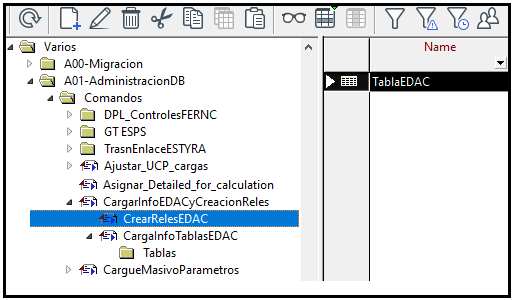 Varios
A00-Migracion
A01-AdministracionDB
Comandos
DPL_ControlesFERNC
GT ESPS
TrasnEnlaceESTYRA
Ajustar_UCP_cargas
Asignar_Detailed_for_calculation
CargarInfoEDACyCreacionReles
CrearRelesEDAC
CargaInfoTablasEDAC
Tablas
CargueMasivoParametros
Name
TablaEDAC